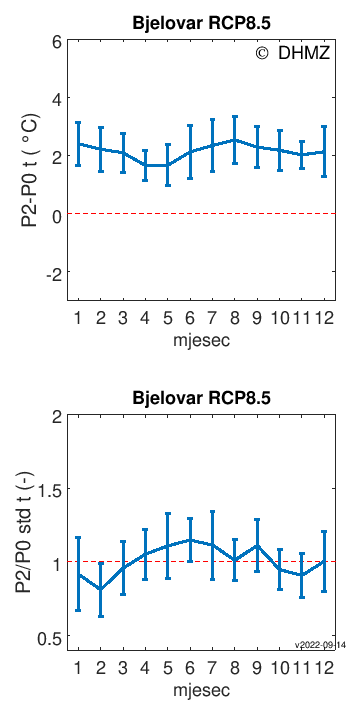 Bjelovar RCP8.5
© DHMZ
P2-P0 t ( °C)
6
4
2
0
-2
1 2 3 4 5 6 7 8 9 10 11 12
mjesec
Bjelovar RCP8.5
P2/P0 std t (-)
2
1.5
1
0.5
v2022-09-14
1 2 3 4 5 6 7 8 9 10 11 12
mjesec